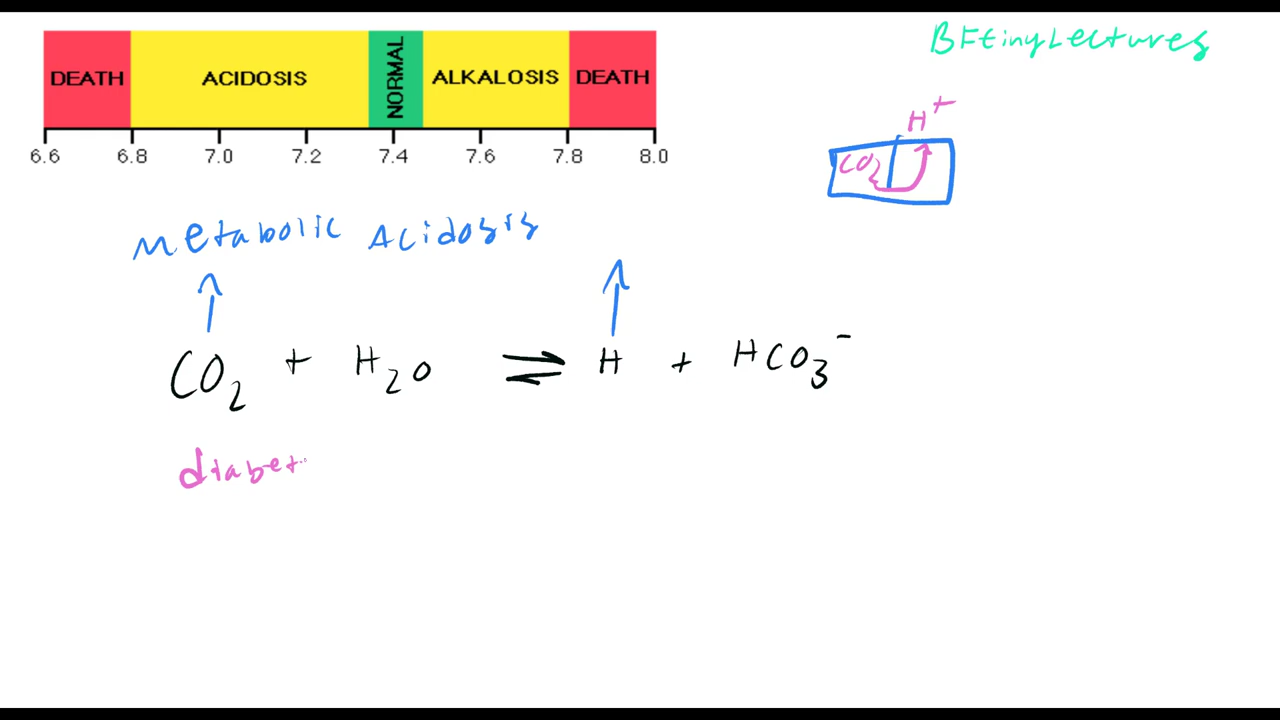 DEATH ACIDOSIS NORMAL ALKALOSIS DEATH
6.6 6.8 7.0 7.2 7.4 7.6 7.8 8.0
BFtinyLectures
H+
CO2
Metabolic Acidosis
CO2 + H2O ⇌ H + HCO3-
diabet